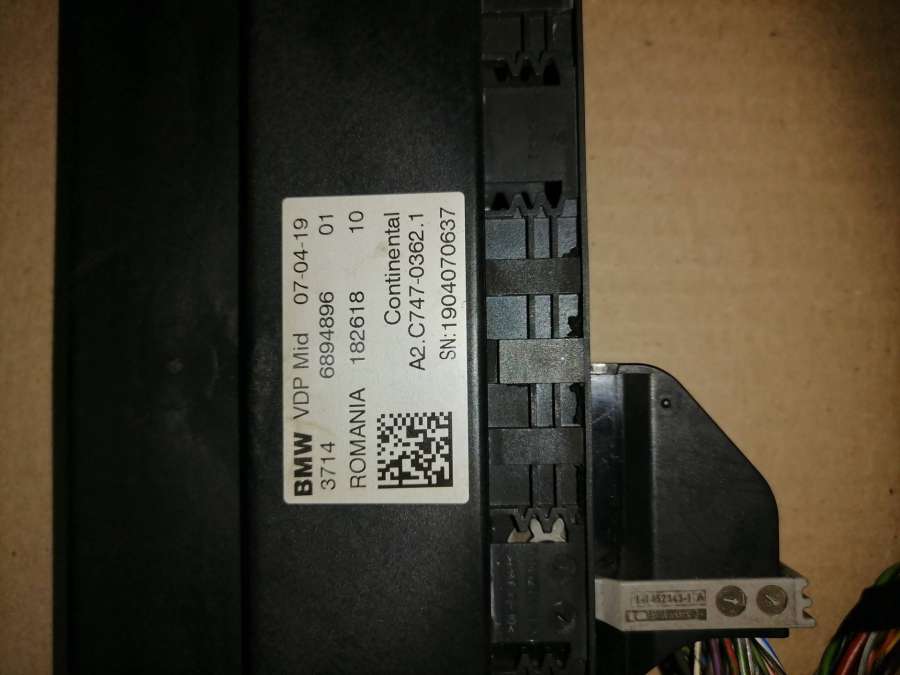 BMW VDP Mid 07-04-19
3714 6894896 01
ROMANIA 182618 10
Continental
A2.C747-0362.1
SN:1904070637